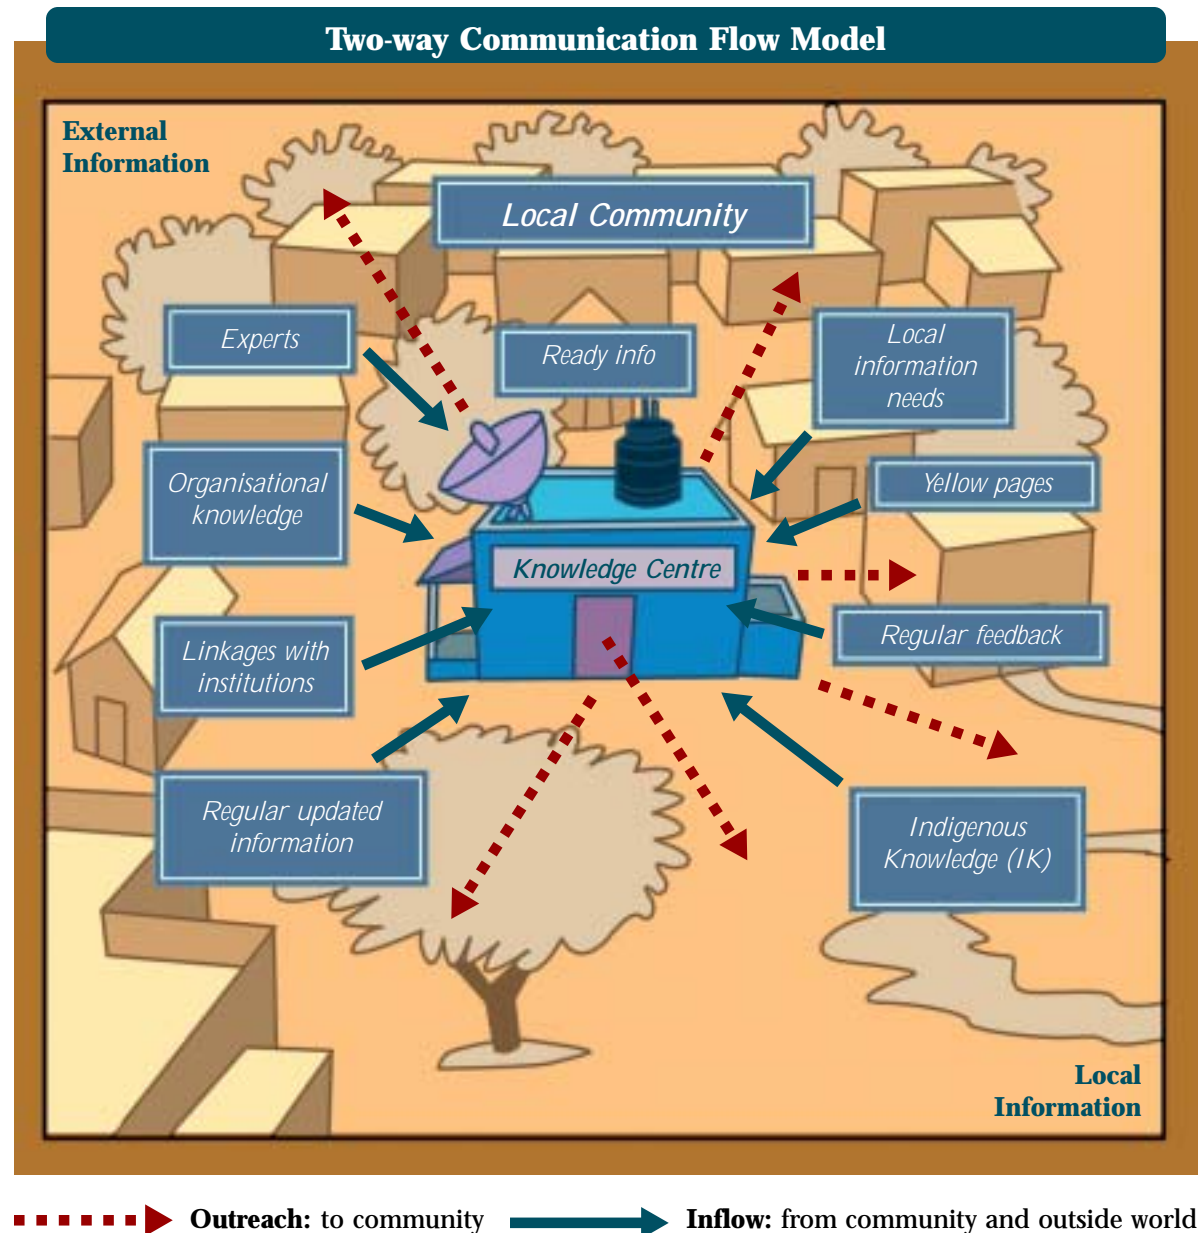 Two-way Communication Flow Model
External
Information
Local Community
Experts
Ready info
Local
information
needs
Organisational
knowledge
Yellow pages
Knowledge Centre
Linkages with
institutions
Regular feedback
Regular updated
information
Indigenous
Knowledge (IK)
Local
Information
Outreach: to community
Inflow: from community and outside world